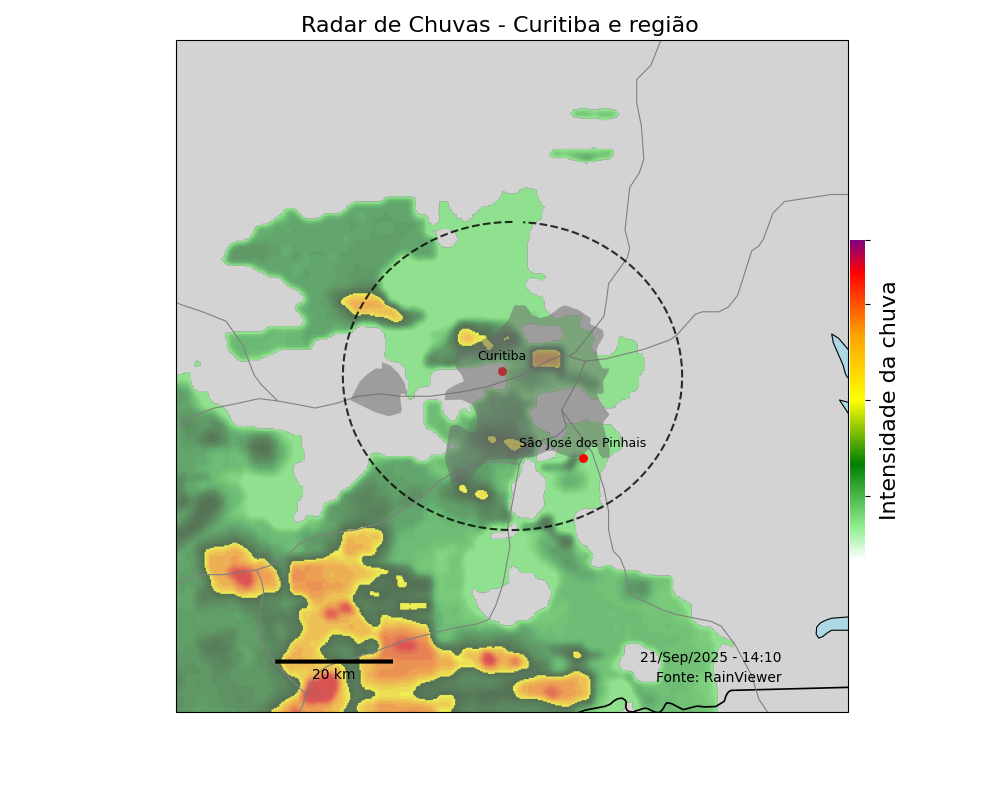 Radar de Chuvas - Curitiba e região
Curitiba
São José dos Pinhais
Intensidade da chuva
21/Sep/2025 - 14:10
Fonte: RainViewer
20 km